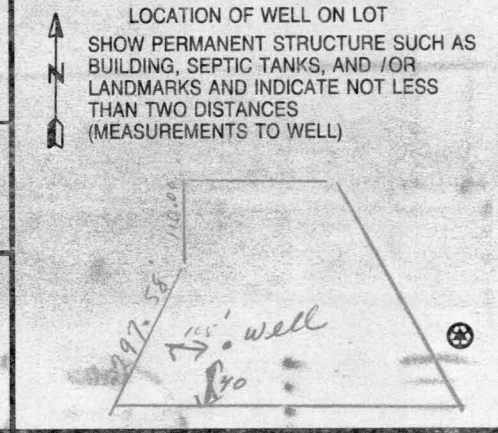 LOCATION OF WELL ON LOT
SHOW PERMANENT STRUCTURE SUCH AS
N BUILDING, SEPTIC TANKS, AND /OR
LANDMARKS AND INDICATE NOT LESS
THAN TWO DISTANCES
(MEASUREMENTS TO WELL)
110.00
297.58'
105'
well
40